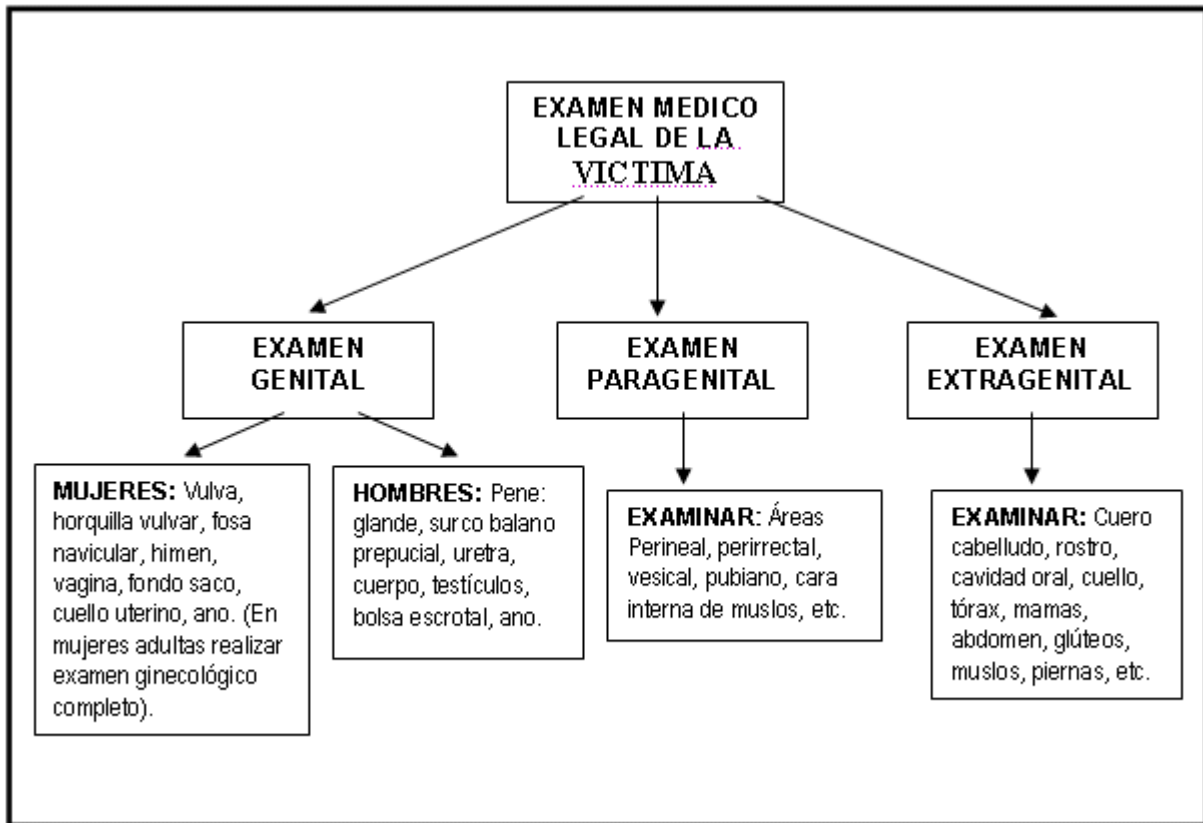 EXAMEN MEDICO
LEGAL DE LA
VICTIMA
EXAMEN
GENITAL
EXAMEN
PARAGENITAL
EXAMEN
EXTRAGENITAL
MUJERES: Vulva,
horquilla vulvar, fosa
navicular, himen,
vagina, fondo saco,
cuello uterino, ano. (En
mujeres adultas realizar
examen ginecológico
completo).
HOMBRES: Pene:
glande, surco balano
prepucial, uretra,
cuerpo, testículos,
bolsa escrotal, ano.
EXAMINAR: Áreas
Perineal, perirrectal,
vesical, pubiano, cara
interna de muslos, etc.
EXAMINAR: Cuero
cabelludo, rostro,
cavidad oral, cuello,
tórax, mamas,
abdomen, glúteos,
muslos, piernas, etc.